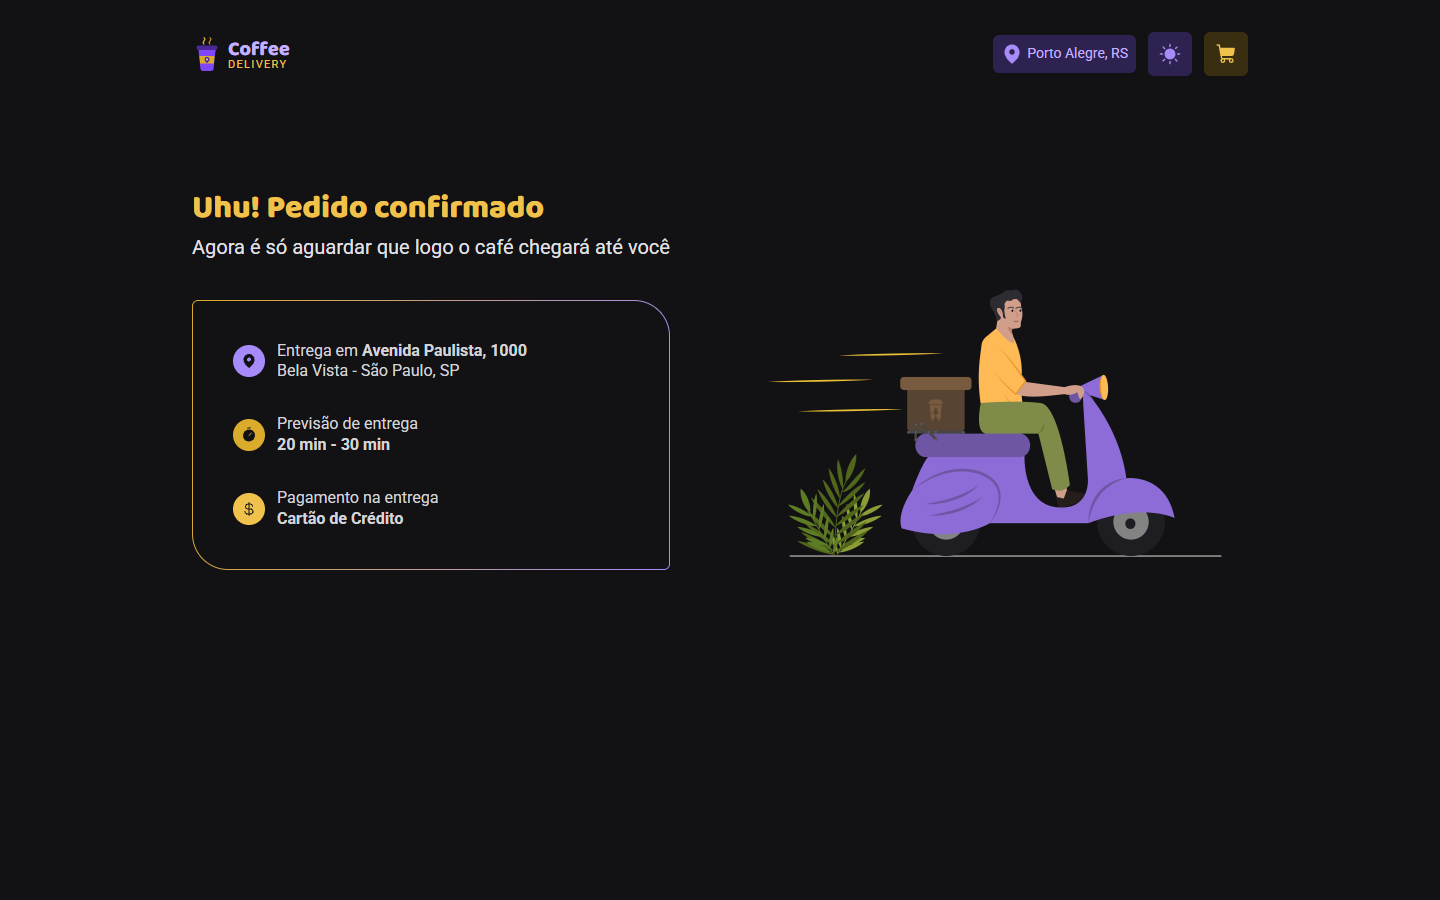 Coffee
DELIVERY
Porto Alegre, RS
Uhu! Pedido confirmado
Agora é só aguardar que logo o café chegará até você
Entrega em Avenida Paulista, 1000
Bela Vista - São Paulo, SP
Previsão de entrega
20 min - 30 min
Pagamento na entrega
Cartão de Crédito